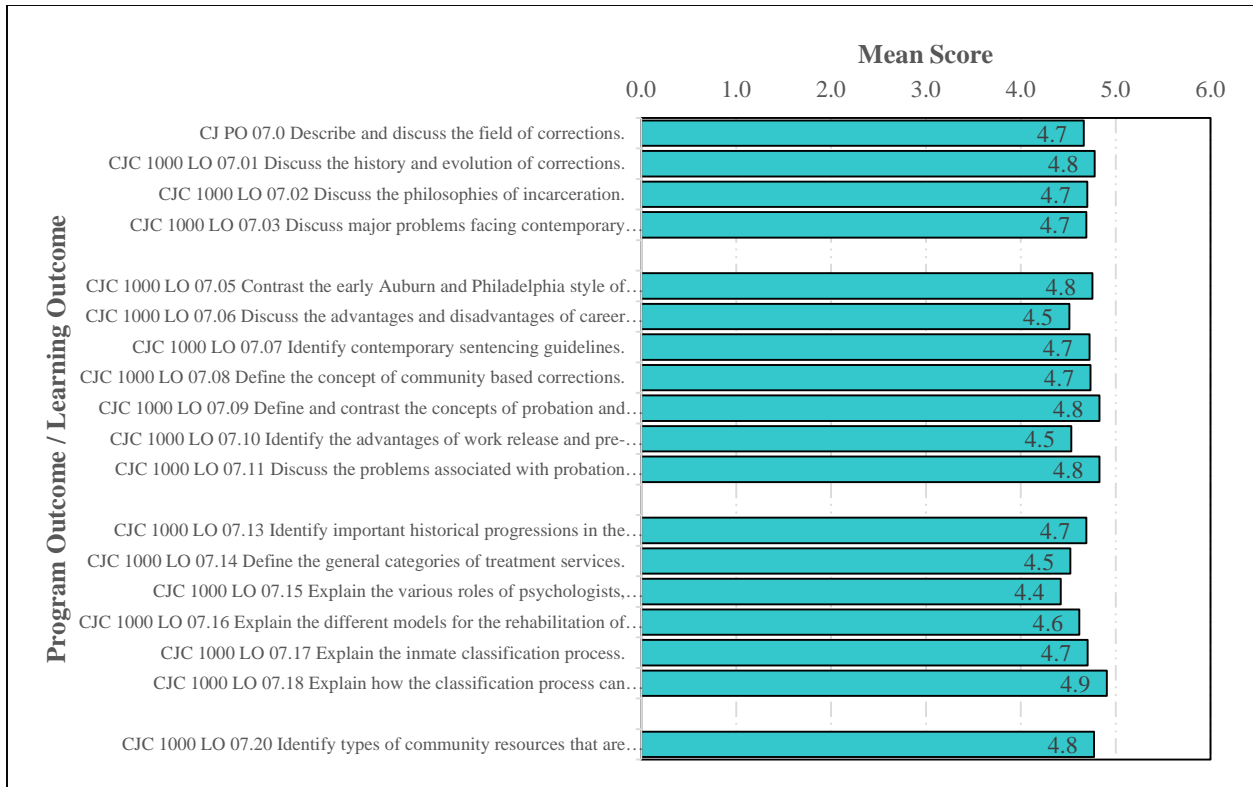 Mean Score
0.0 1.0 2.0 3.0 4.0 5.0 6.0
Program Outcome / Learning Outcome
CJ PO 07.0 Describe and discuss the field of corrections. 4.7
CJC 1000 LO 07.01 Discuss the history and evolution of corrections. 4.8
CJC 1000 LO 07.02 Discuss the philosophies of incarceration. 4.7
CJC 1000 LO 07.03 Discuss major problems facing contemporary… 4.7
CJC 1000 LO 07.05 Contrast the early Auburn and Philadelphia style of… 4.8
CJC 1000 LO 07.06 Discuss the advantages and disadvantages of career… 4.5
CJC 1000 LO 07.07 Identify contemporary sentencing guidelines. 4.7
CJC 1000 LO 07.08 Define the concept of community based corrections. 4.7
CJC 1000 LO 07.09 Define and contrast the concepts of probation and… 4.8
CJC 1000 LO 07.10 Identify the advantages of work release and pre-… 4.5
CJC 1000 LO 07.11 Discuss the problems associated with probation… 4.8
CJC 1000 LO 07.13 Identify important historical progressions in the… 4.7
CJC 1000 LO 07.14 Define the general categories of treatment services. 4.5
CJC 1000 LO 07.15 Explain the various roles of psychologists,… 4.4
CJC 1000 LO 07.16 Explain the different models for the rehabilitation of… 4.6
CJC 1000 LO 07.17 Explain the inmate classification process. 4.7
CJC 1000 LO 07.18 Explain how the classification process can… 4.9
CJC 1000 LO 07.20 Identify types of community resources that are… 4.8